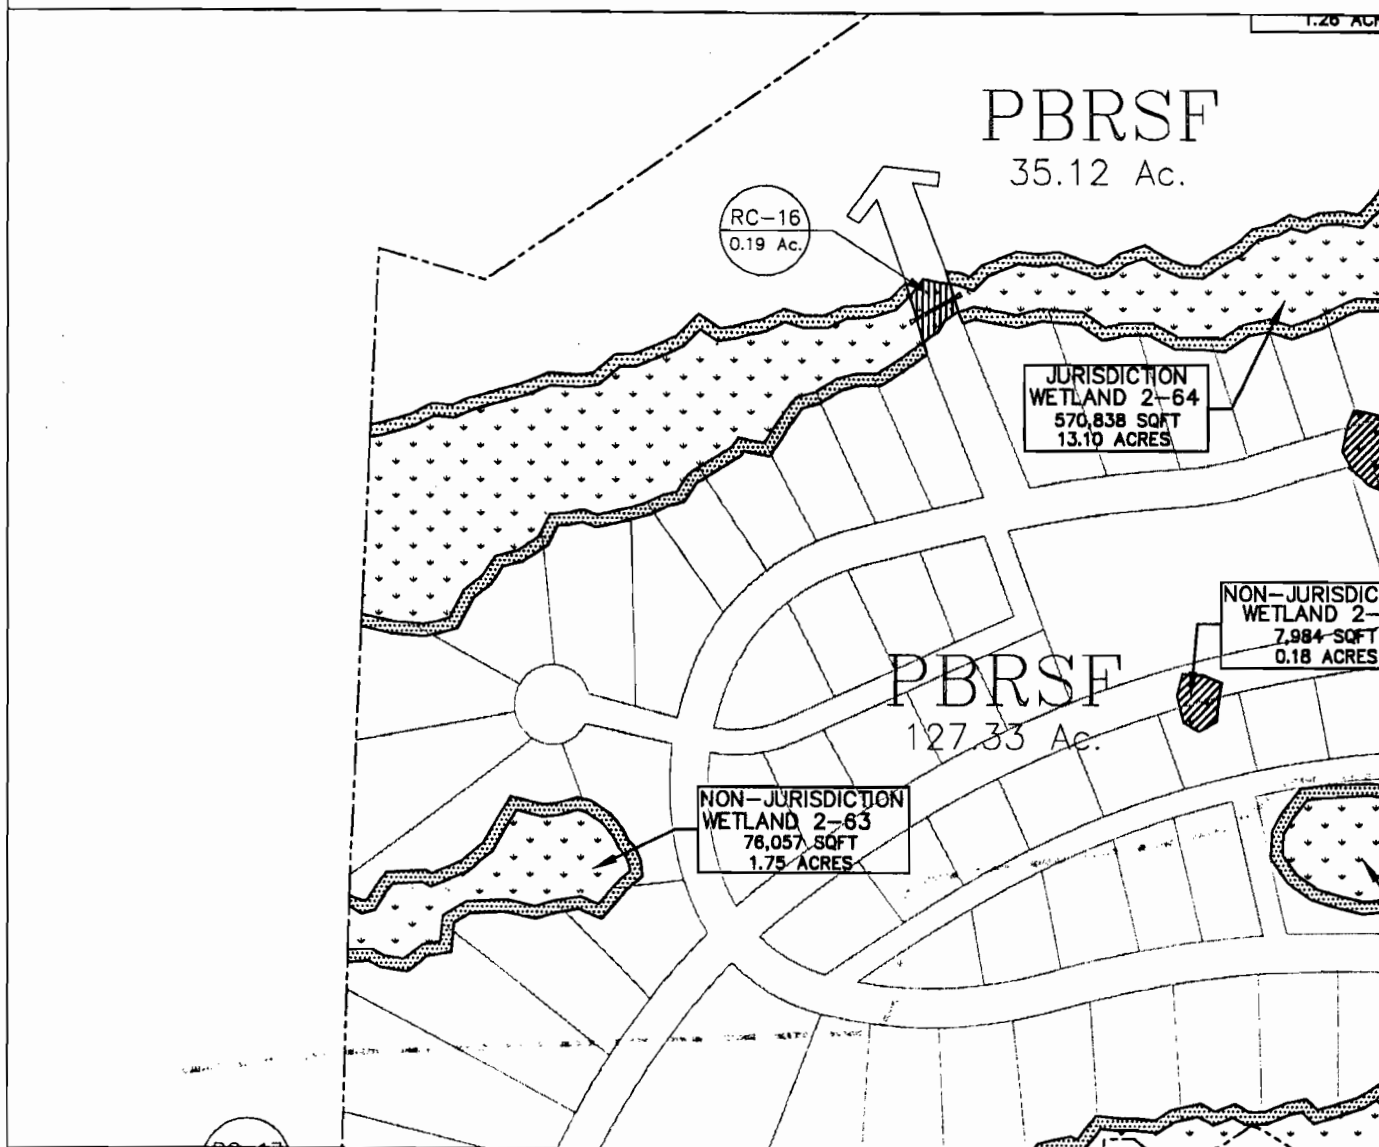 1.26
PBRSF
35.12 Ac.
RC-16
0.19 Ac.
JURISDICTION
WETLAND 2-64
570,838 SQFT
13.10 ACRES
NON-JURISDIC
WETLAND 2-
7,984 SQFT
0.18 ACRES
PBRSF
127.33 Ac.
NON-JURISDICTION
WETLAND 2-63
76,057 SQFT
1.75 ACRES